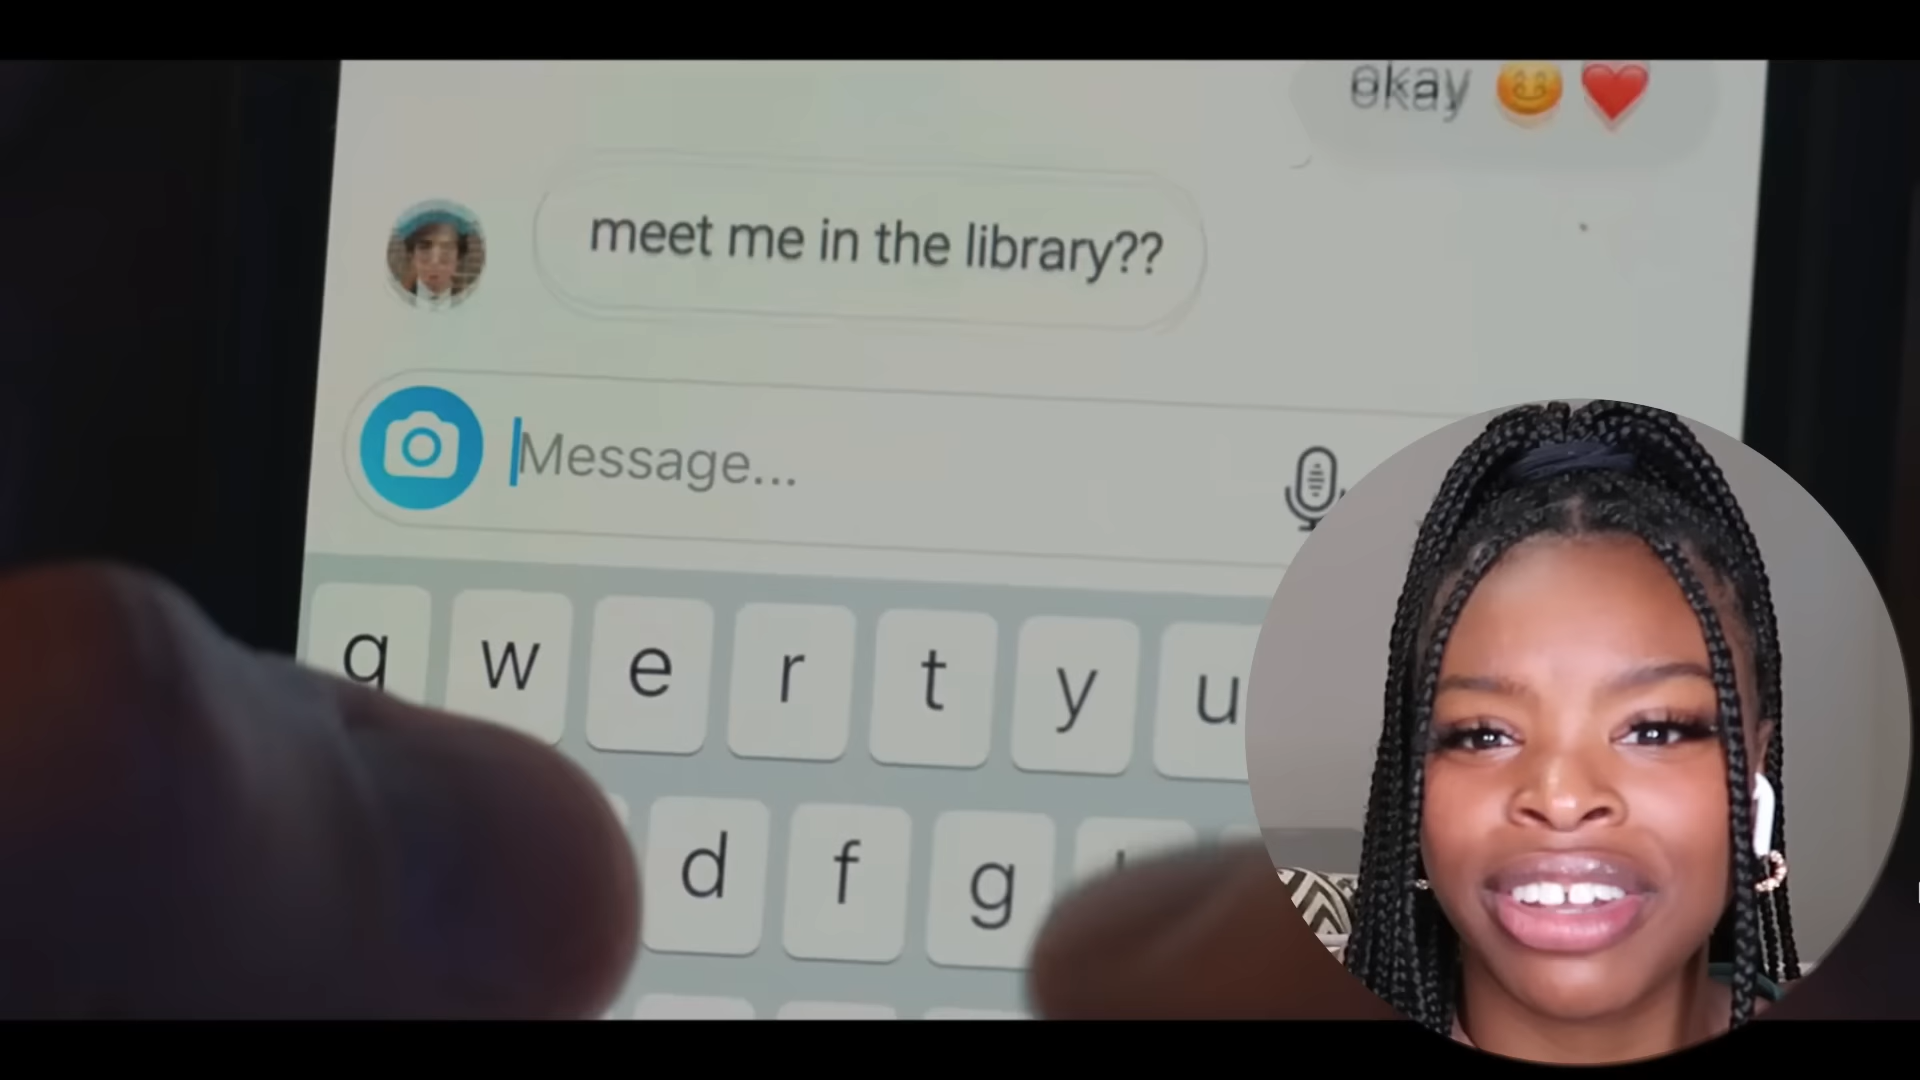 okay 😊 ❤️
meet me in the library??
Message...
q w e r t y u
d f g